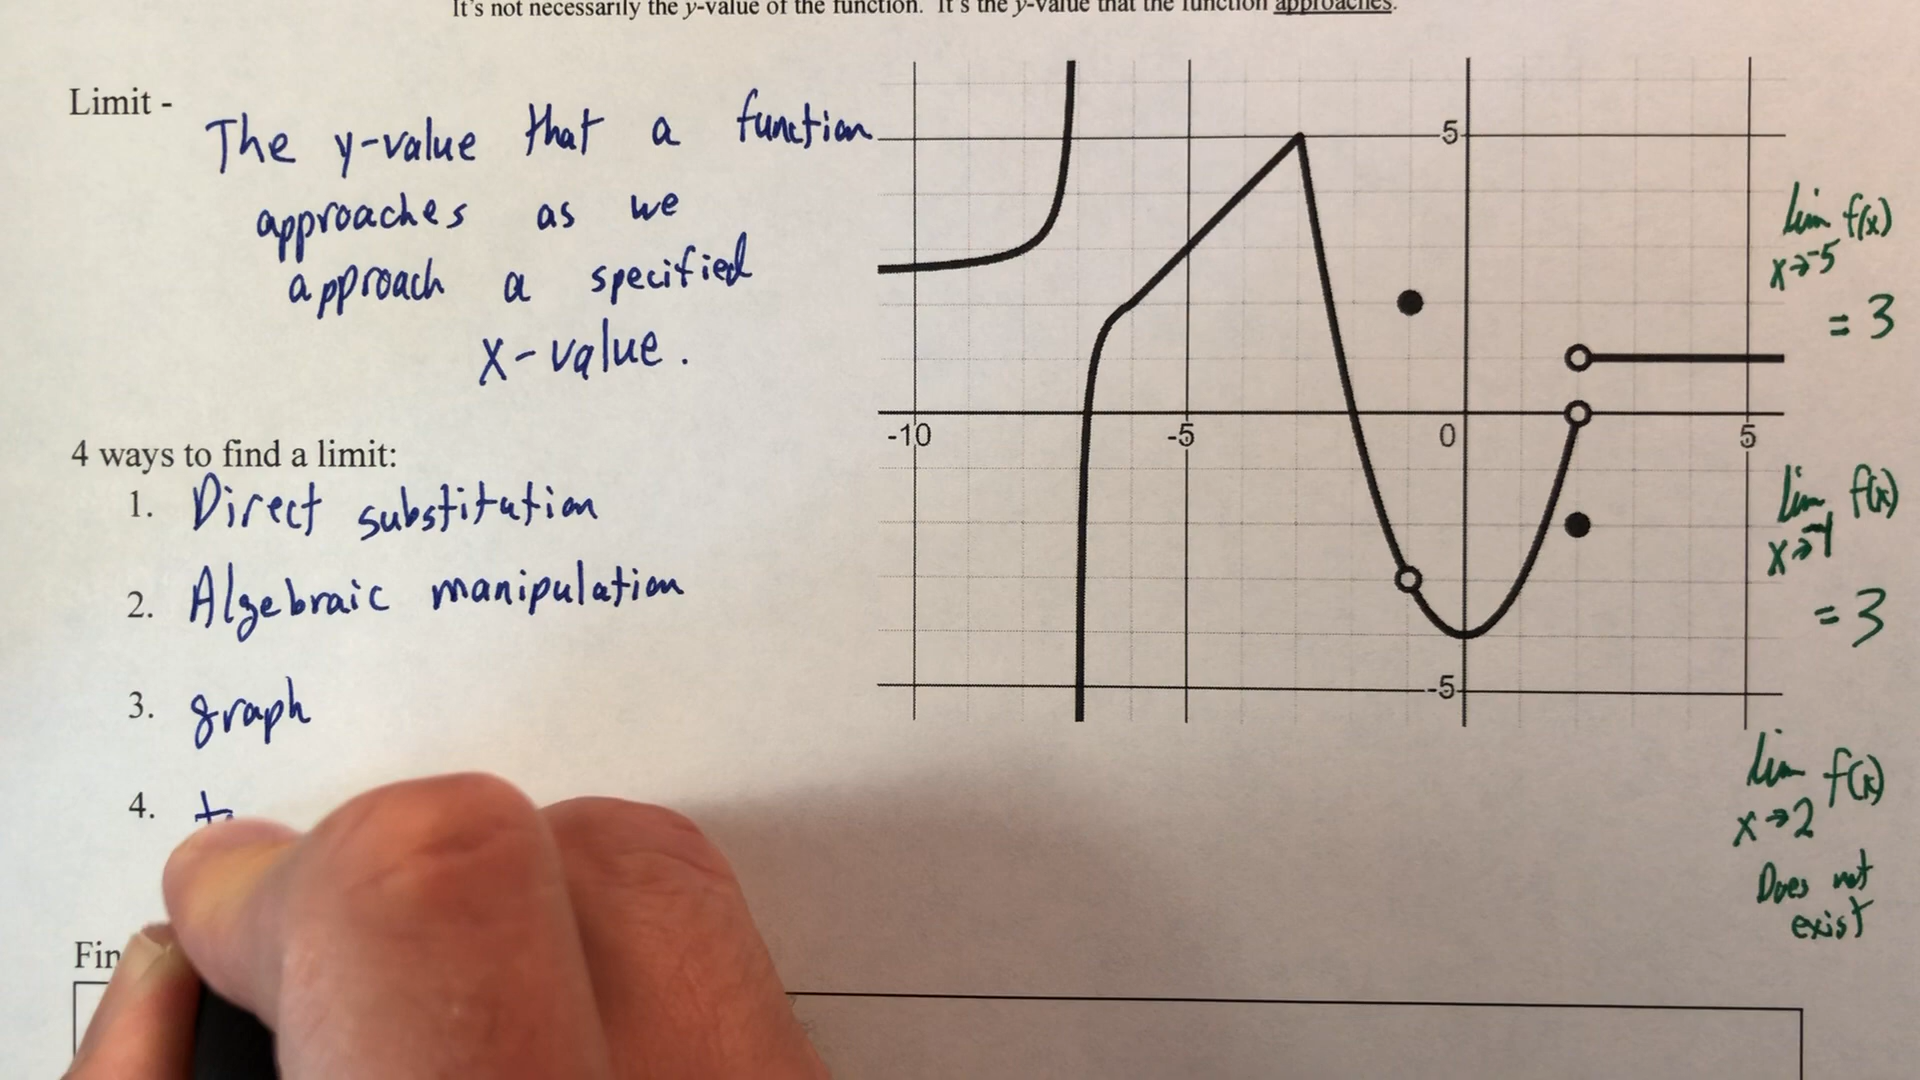 It's not necessarily the y-value of the function. It's the y-value that the function approaches.
Limit -
The y-value that a function
approaches as we
approach a specified
x-value.
4 ways to find a limit:
1. Direct substitution
2. Algebraic manipulation
3. graph
4.
5
-10 -5 0 5
-5
lim f(x)
x→-5
= 3
lim f(x)
x→-1
= 3
lim f(x)
x→2
Does not
exist
Fin